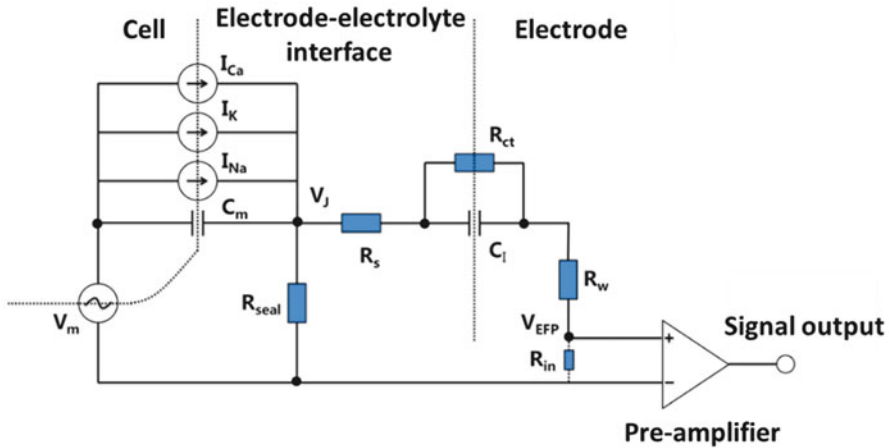 Cell
Electrode-electrolyte
interface
Electrode
I_Ca
I_K
I_Na
C_m
V_J
R_s
R_ct
C_I
R_w
R_seal
V_m
V_EFP
R_in
+
−
Signal output
Pre-amplifier